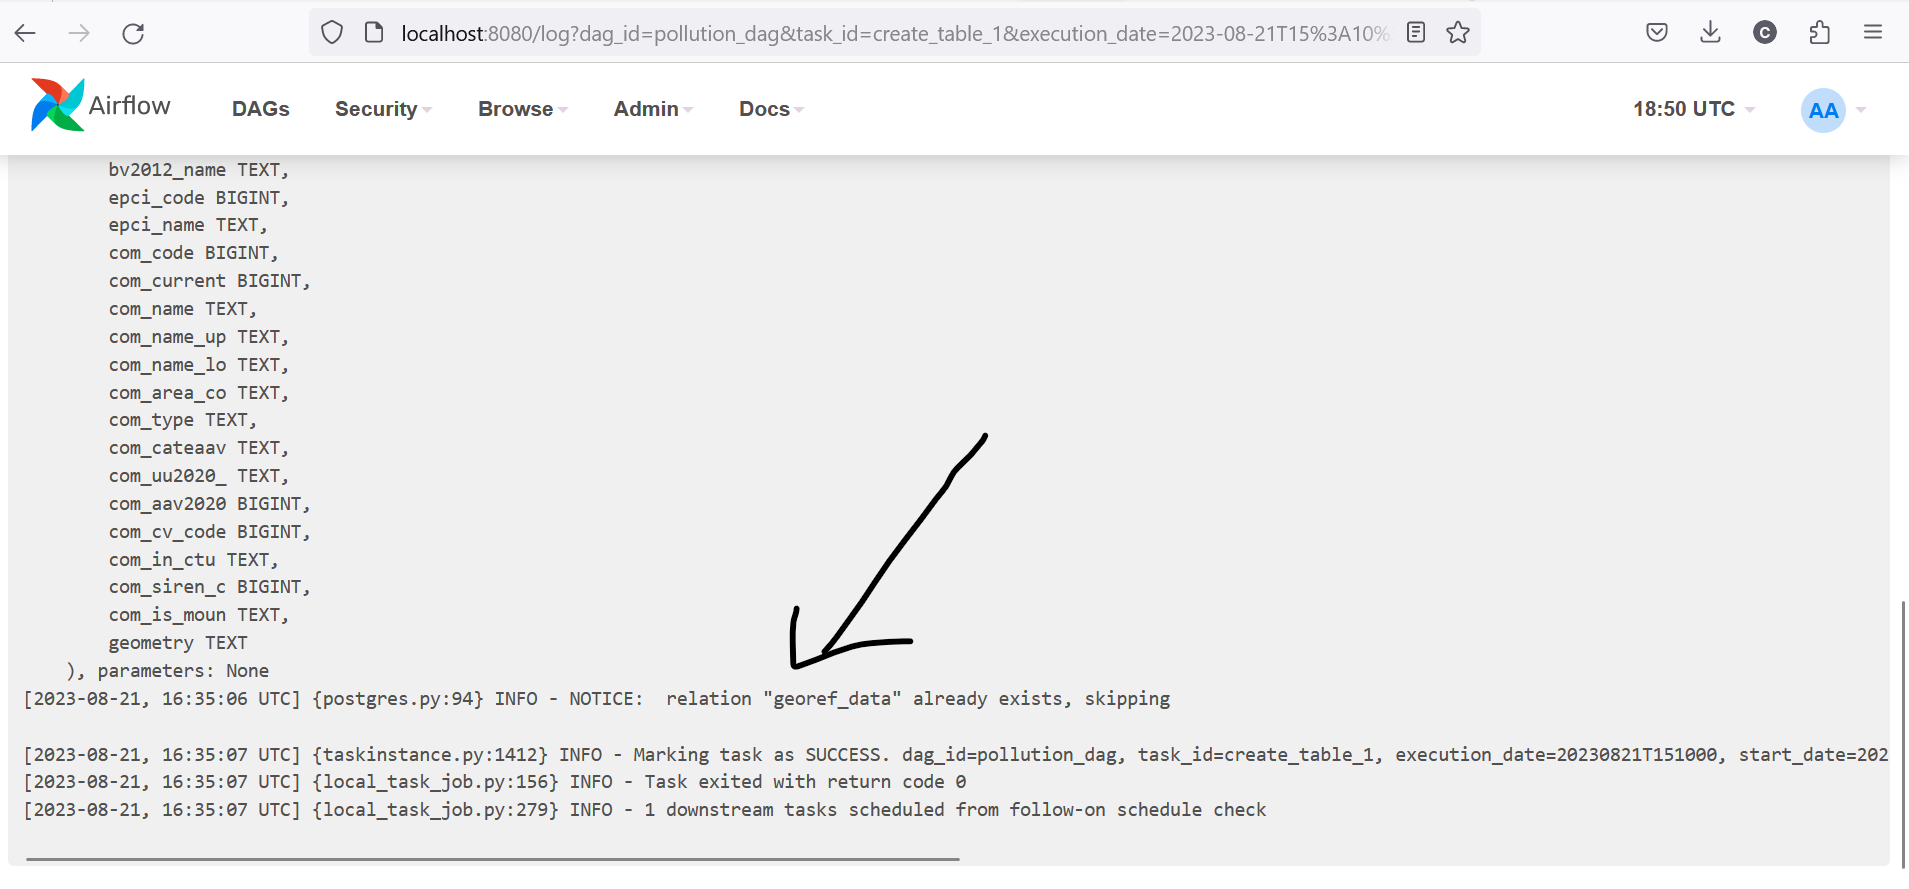 localhost:8080/log?dag_id=pollution_dag&task_id=create_table_1&execution_date=2023-08-21T15%3A10%
C
Airflow DAGs Security Browse Admin Docs 18:50 UTC AA
bv2012_name TEXT,
epci_code BIGINT,
epci_name TEXT,
com_code BIGINT,
com_current BIGINT,
com_name TEXT,
com_name_up TEXT,
com_name_lo TEXT,
com_area_co TEXT,
com_type TEXT,
com_cateaav TEXT,
com_uu2020_ TEXT,
com_aav2020 BIGINT,
com_cv_code BIGINT,
com_in_ctu TEXT,
com_siren_c BIGINT,
com_is_moun TEXT,
geometry TEXT
), parameters: None
[2023-08-21, 16:35:06 UTC] {postgres.py:94} INFO - NOTICE:  relation "georef_data" already exists, skipping
[2023-08-21, 16:35:07 UTC] {taskinstance.py:1412} INFO - Marking task as SUCCESS. dag_id=pollution_dag, task_id=create_table_1, execution_date=20230821T151000, start_date=202
[2023-08-21, 16:35:07 UTC] {local_task_job.py:156} INFO - Task exited with return code 0
[2023-08-21, 16:35:07 UTC] {local_task_job.py:279} INFO - 1 downstream tasks scheduled from follow-on schedule check